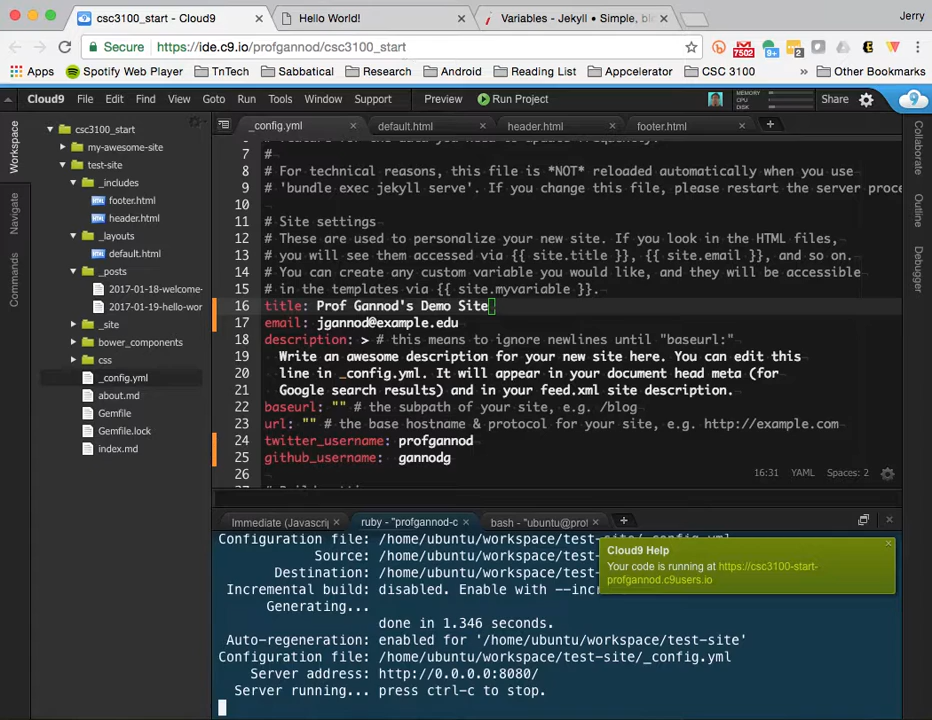 csc3100_start - Cloud9
Hello World!
Variables - Jekyll • Simple, b
Jerry
Secure
https://ide.c9.io/profgannod/csc3100_start
7502
9+
2
Apps
Spotify Web Player
TnTech
Sabbatical
Research
Android
Reading List
Appcelerator
CSC 3100
»
Other Bookmarks
Cloud9 File Edit Find View Goto Run Tools Window Support Preview Run Project
MEMORY
CPU
DISK
Share
Workspace
Navigate
Commands
csc3100_start
my-awesome-site
test-site
_includes
footer.html
header.html
_layouts
default.html
_posts
2017-01-18-welcome-
2017-01-19-hello-wor
_site
bower_components
css
_config.yml
about.md
Gemfile
Gemfile.lock
index.md
_config.yml
default.html
header.html
footer.html
7 #
8 # For technical reasons, this file is *NOT* reloaded automatically when you use
9 # 'bundle exec jekyll serve'. If you change this file, please restart the server proce
10
11 # Site settings
12 # These are used to personalize your new site. If you look in the HTML files,
13 # you will see them accessed via {{ site.title }}, {{ site.email }}, and so on.
14 # You can create any custom variable you would like, and they will be accessible
15 # in the templates via {{ site.myvariable }}.
16 title: Prof Gannod's Demo Site
17 email: jgannod@example.edu
18 description: > # this means to ignore newlines until "baseurl:"
19 Write an awesome description for your new site here. You can edit this
20 line in _config.yml. It will appear in your document head meta (for
21 Google search results) and in your feed.xml site description.
22 baseurl: "" # the subpath of your site, e.g. /blog
23 url: "" # the base hostname & protocol for your site, e.g. http://example.com
24 twitter_username: profgannod
25 github_username: gannodg
26
16:31 YAML Spaces: 2
Collaborate
Outline
Debugger
Immediate (Javascrip
ruby - "profgannod-c
bash - "ubuntu@prof
Configuration file: /home/ubuntu/workspace/test-site/_config.yml
Source: /home/ubuntu/workspace/test-site
Destination: /home/ubuntu/workspace/test-
Incremental build: disabled. Enable with --incr
Generating...
done in 1.346 seconds.
Auto-regeneration: enabled for '/home/ubuntu/workspace/test-site'
Configuration file: /home/ubuntu/workspace/test-site/_config.yml
Server address: http://0.0.0.0:8080/
Server running... press ctrl-c to stop.
Cloud9 Help
Your code is running at https://csc3100-start-
profgannod.c9users.io